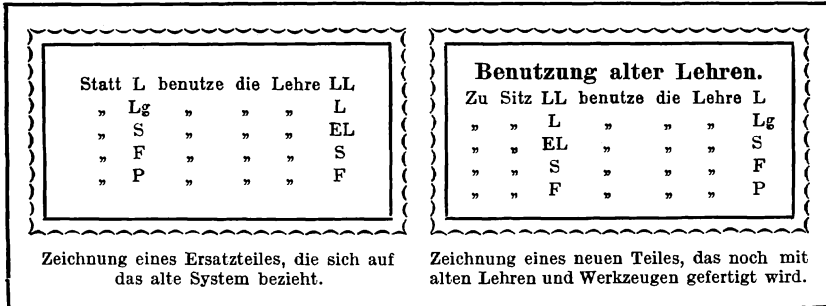 Statt L benutze die Lehre LL
„ Lg „ „ „ L
„ S „ „ „ EL
„ F „ „ „ S
„ P „ „ „ F
Zeichnung eines Ersatzteiles, die sich auf
das alte System bezieht.
Benutzung alter Lehren.
Zu Sitz LL benutze die Lehre L
„ „ L „ „ „ Lg
„ „ EL „ „ „ S
„ „ S „ „ „ F
„ „ F „ „ „ P
Zeichnung eines neuen Teiles, das noch mit
alten Lehren und Werkzeugen gefertigt wird.